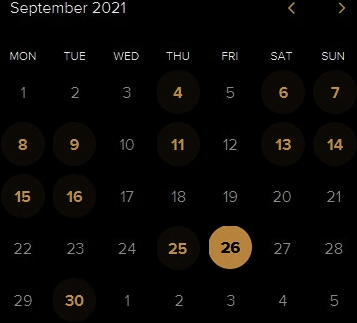 September 2021
MON TUE WED THU FRI SAT SUN
1 2 3 4 5 6 7
8 9 10 11 12 13 14
15 16 17 18 19 20 21
22 23 24 25 26 27 28
29 30 1 2 3 4 5